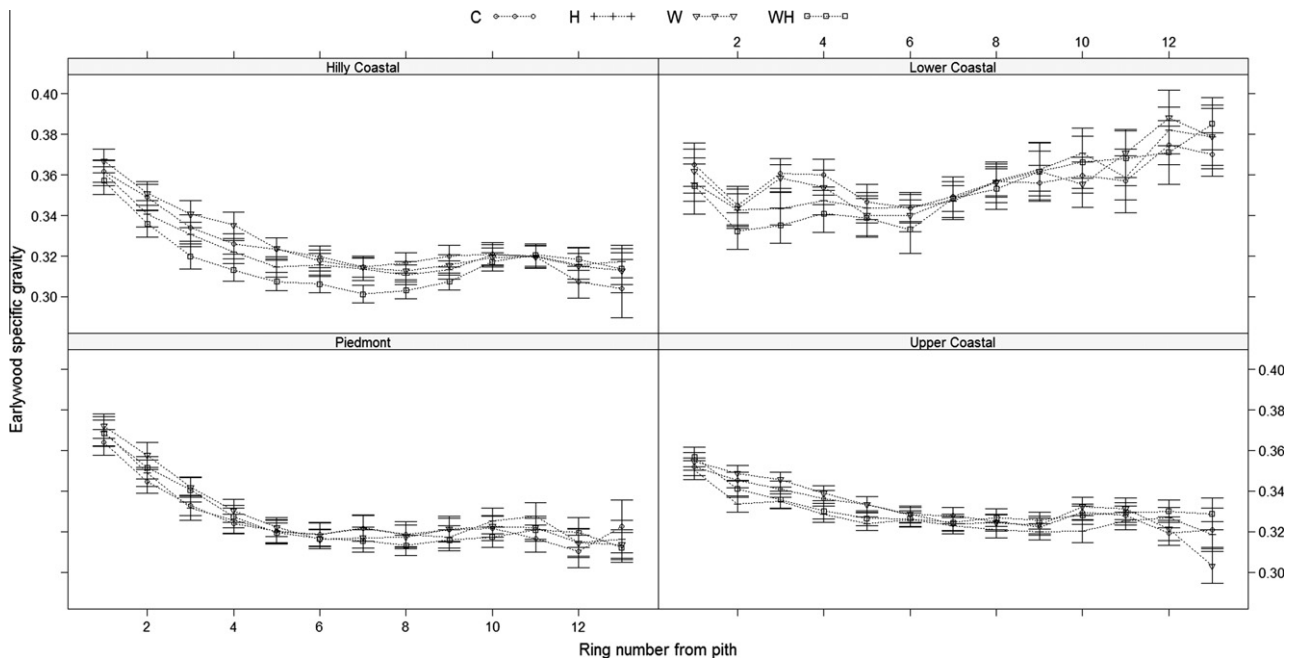 C H W WH
2 4 6 8 10 12
Hilly Coastal Lower Coastal
0.40
0.38
0.36
0.34
0.32
0.30
Piedmont Upper Coastal
0.40
0.38
0.36
0.34
0.32
0.30
2 4 6 8 10 12
Ring number from pith
Earlywood specific gravity